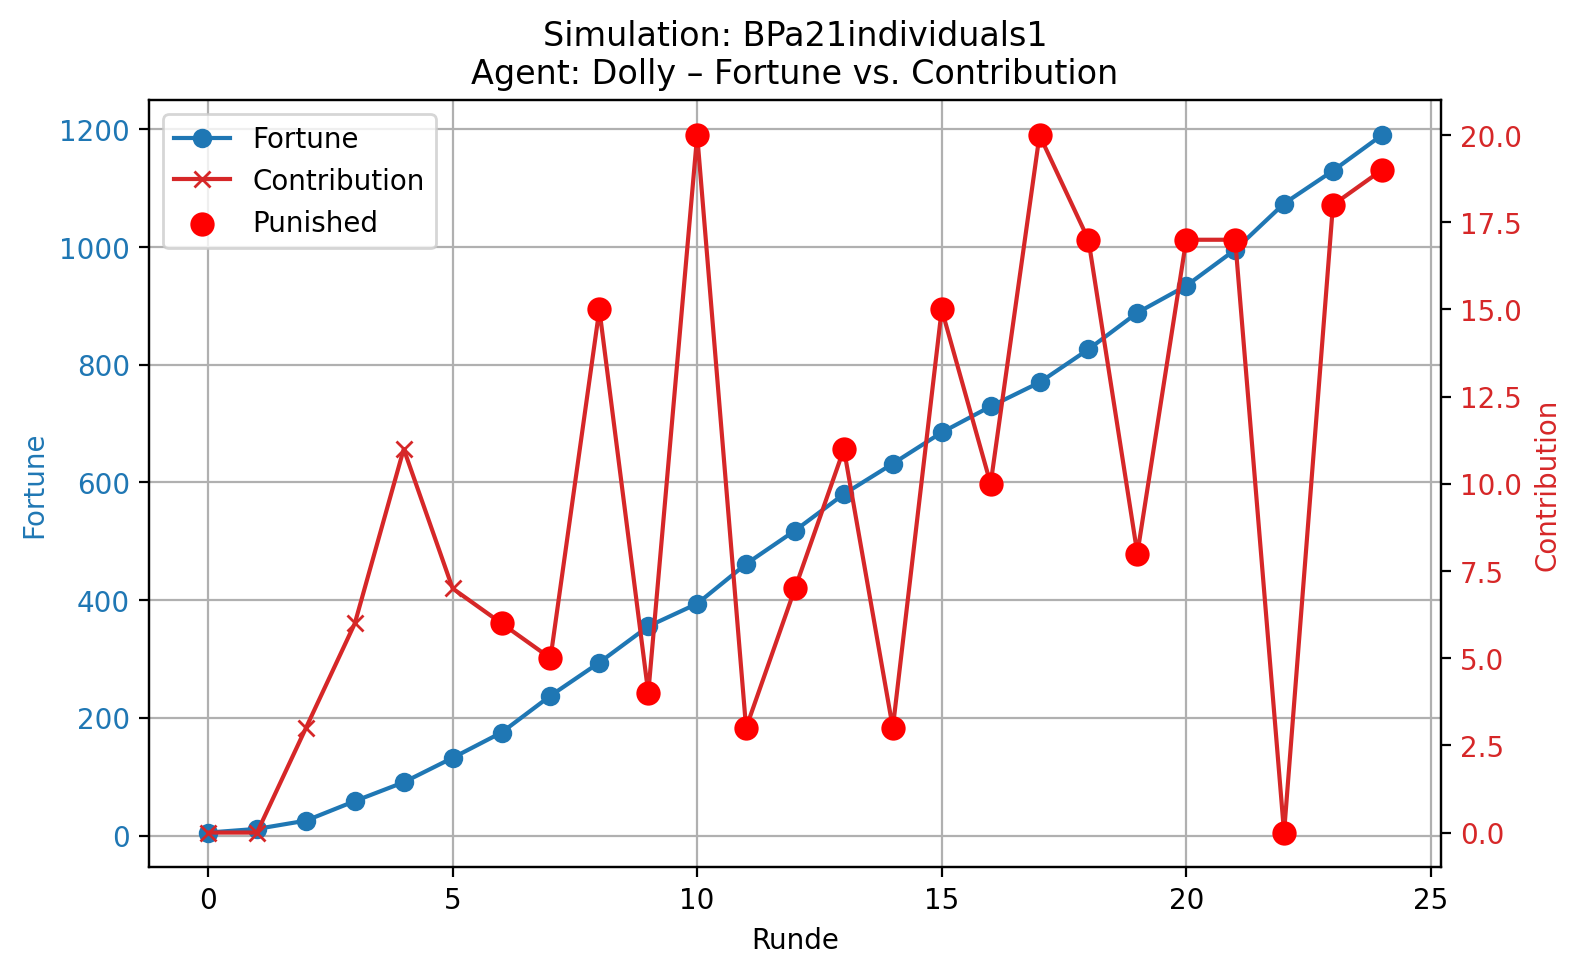 Simulation: BPa21individuals1
Agent: Dolly – Fortune vs. Contribution
Fortune
Contribution
Punished
1200
1000
800
600
400
200
0
Fortune
20.0
17.5
15.0
12.5
10.0
7.5
5.0
2.5
0.0
Contribution
0 5 10 15 20 25
Runde